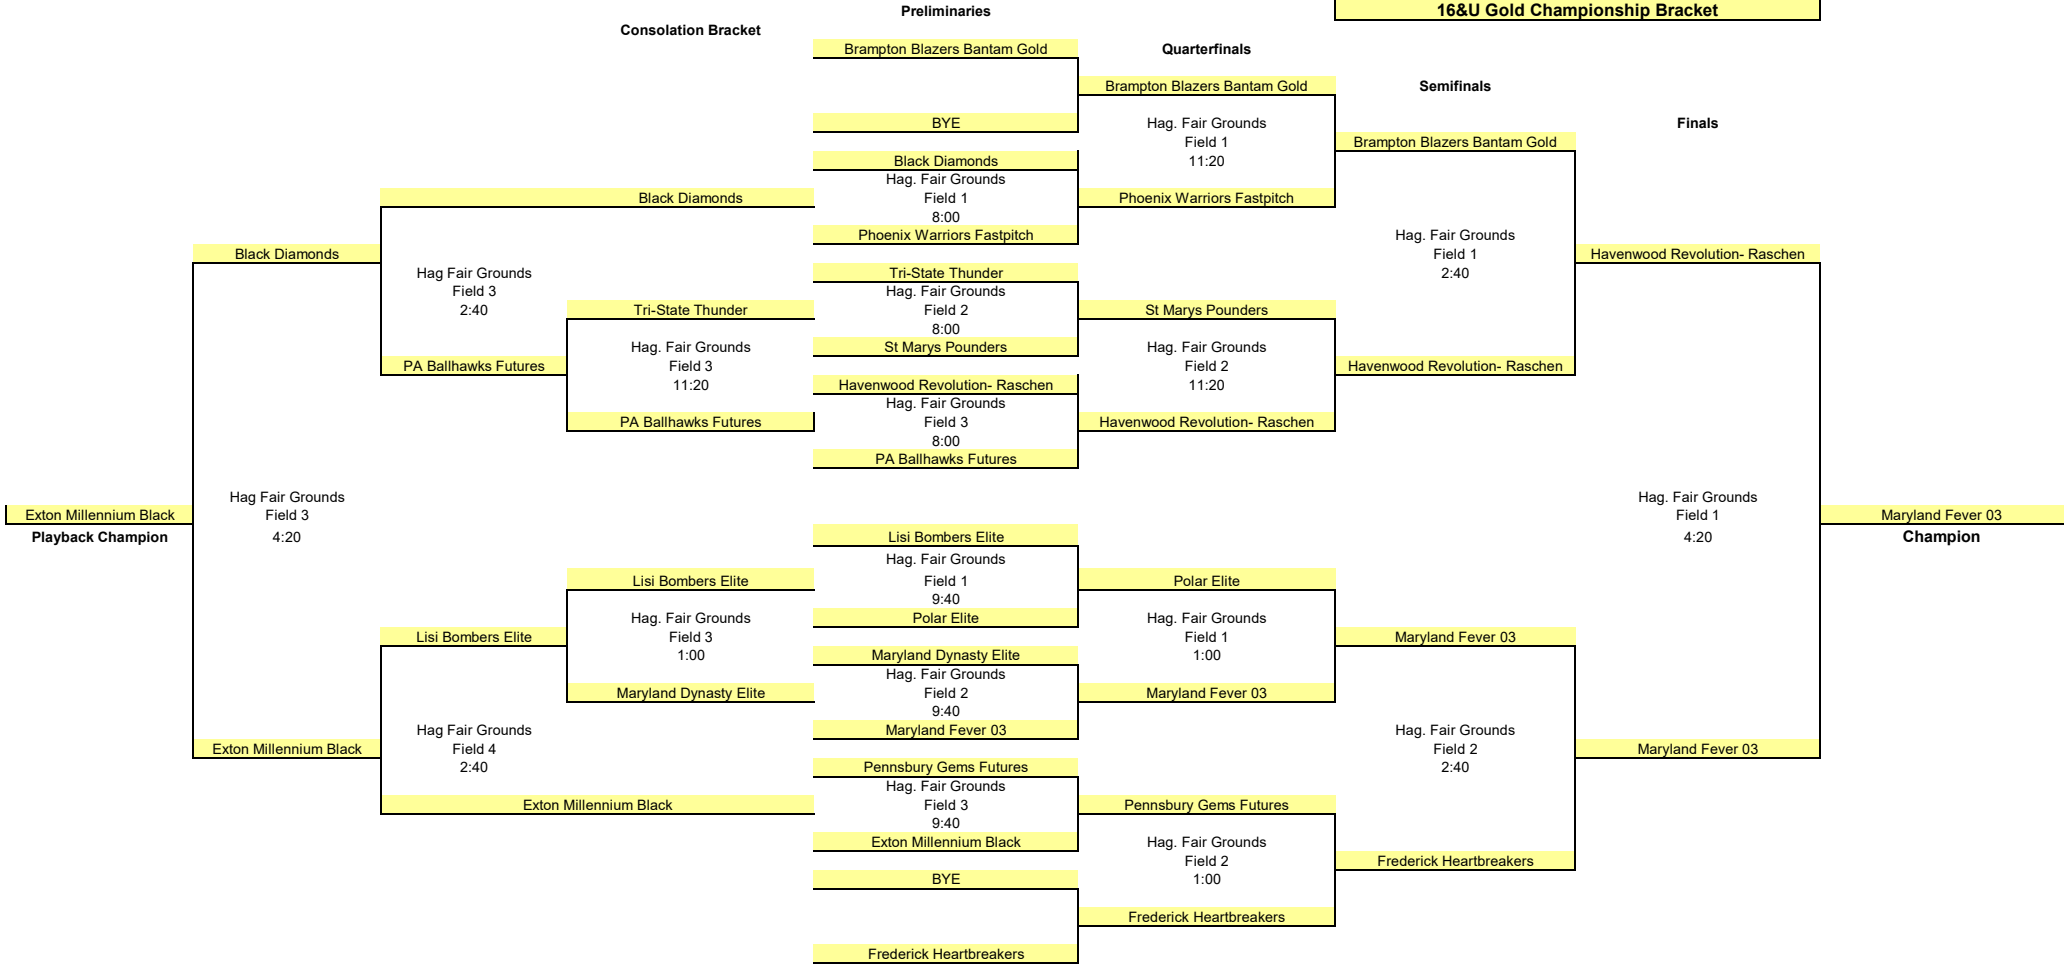 Preliminaries
16&U Gold Championship Bracket
Consolation Bracket
Brampton Blazers Bantam Gold
Quarterfinals
Brampton Blazers Bantam Gold
Semifinals
BYE
Hag. Fair Grounds
Finals
Field 1
Brampton Blazers Bantam Gold
Black Diamonds
11:20
Hag. Fair Grounds
Black Diamonds
Field 1
Phoenix Warriors Fastpitch
8:00
Phoenix Warriors Fastpitch
Hag. Fair Grounds
Black Diamonds
Field 1
Havenwood Revolution- Raschen
Hag Fair Grounds
Tri-State Thunder
2:40
Field 3
Hag. Fair Grounds
2:40
Tri-State Thunder
Field 2
St Marys Pounders
8:00
Hag. Fair Grounds
St Marys Pounders
Hag. Fair Grounds
PA Ballhawks Futures
Field 3
Field 2
Havenwood Revolution- Raschen
11:20
Havenwood Revolution- Raschen
11:20
Hag. Fair Grounds
PA Ballhawks Futures
Field 3
Havenwood Revolution- Raschen
8:00
PA Ballhawks Futures
Hag Fair Grounds
Hag. Fair Grounds
Exton Millennium Black
Field 3
Field 1
Maryland Fever 03
Playback Champion
4:20
Lisi Bombers Elite
4:20
Champion
Hag. Fair Grounds
Lisi Bombers Elite
Field 1
Polar Elite
9:40
Hag. Fair Grounds
Polar Elite
Hag. Fair Grounds
Lisi Bombers Elite
Field 3
Field 1
Maryland Fever 03
1:00
Maryland Dynasty Elite
1:00
Hag. Fair Grounds
Maryland Dynasty Elite
Field 2
Maryland Fever 03
9:40
Hag Fair Grounds
Maryland Fever 03
Hag. Fair Grounds
Exton Millennium Black
Field 4
Field 2
Maryland Fever 03
2:40
Pennsbury Gems Futures
2:40
Hag. Fair Grounds
Exton Millennium Black
Field 3
Pennsbury Gems Futures
9:40
Exton Millennium Black
Hag. Fair Grounds
Field 2
Frederick Heartbreakers
BYE
1:00
Frederick Heartbreakers
Frederick Heartbreakers